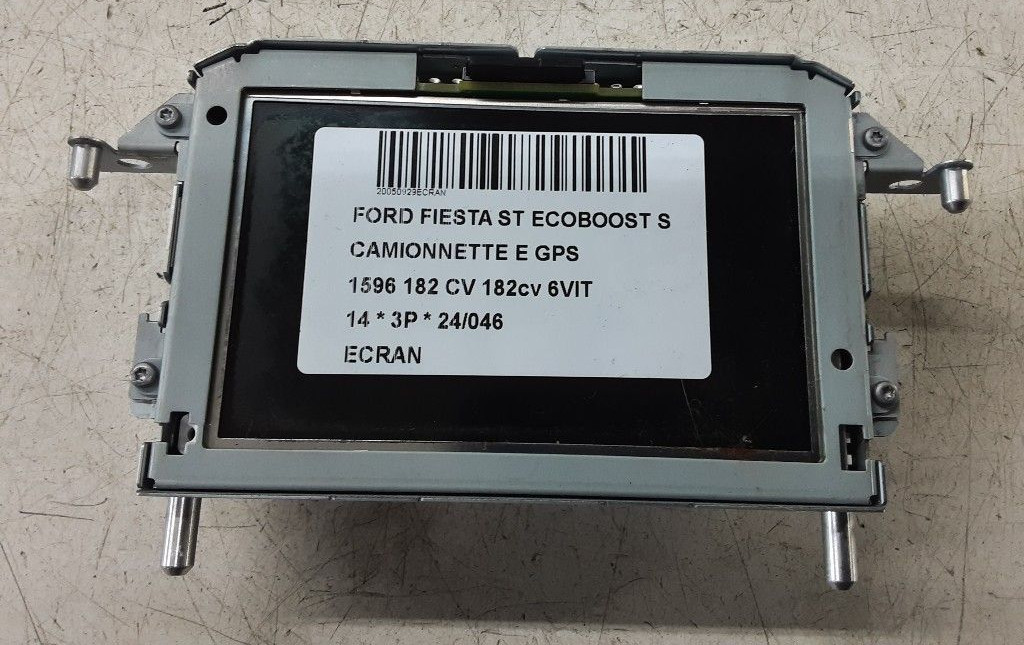 20050929ECRAN
FORD FIESTA ST ECOBOOST S
CAMIONNETTE E GPS
1596 182 CV 182cv 6VIT
14 * 3P * 24/046
ECRAN